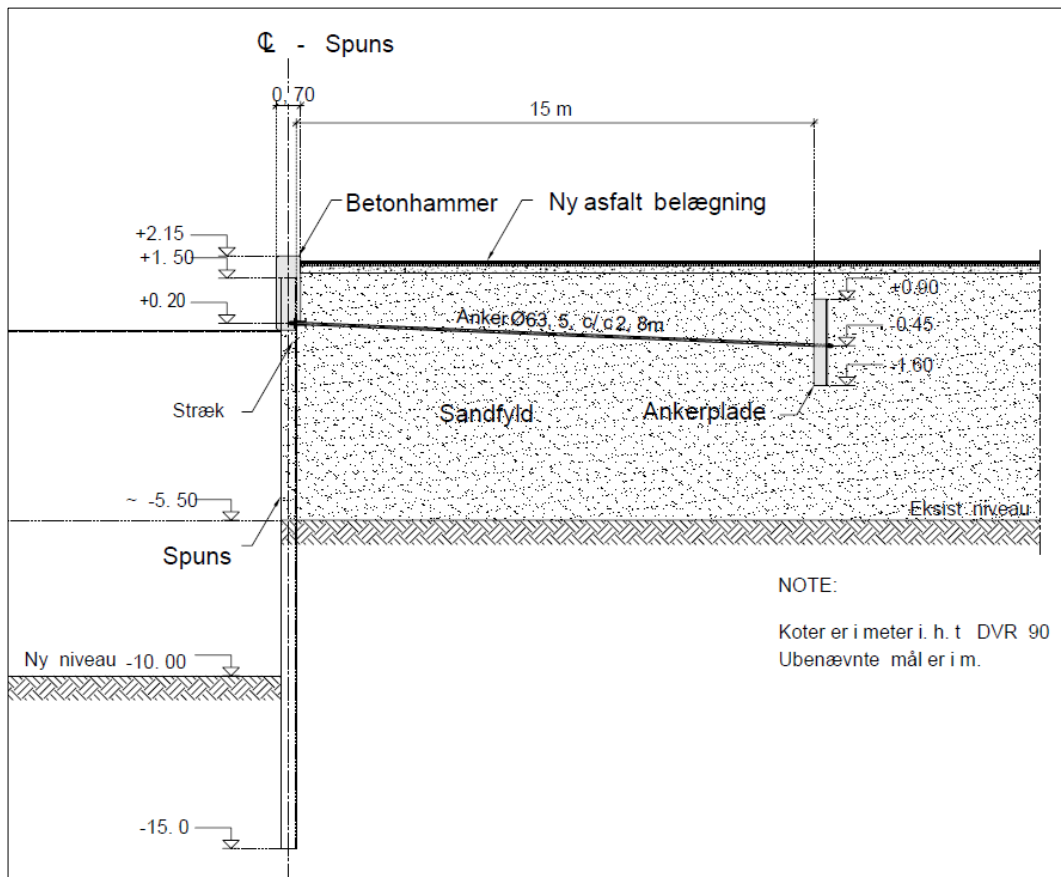 ℄ - Spuns
0,70
15 m
Betonhammer
Ny asfalt belægning
+2.15
+1.50
+0.20
+0.90
Anker Ø63, 5, c/c2, 8m
-0.45
-1.60
Stræk
Sandfyld
Ankerplade
~ -5.50
Eksist niveau
Spuns
NOTE:
Koter er i meter i. h. t DVR 90
Ubenævnte mål er i m.
Ny niveau -10.00
-15.0